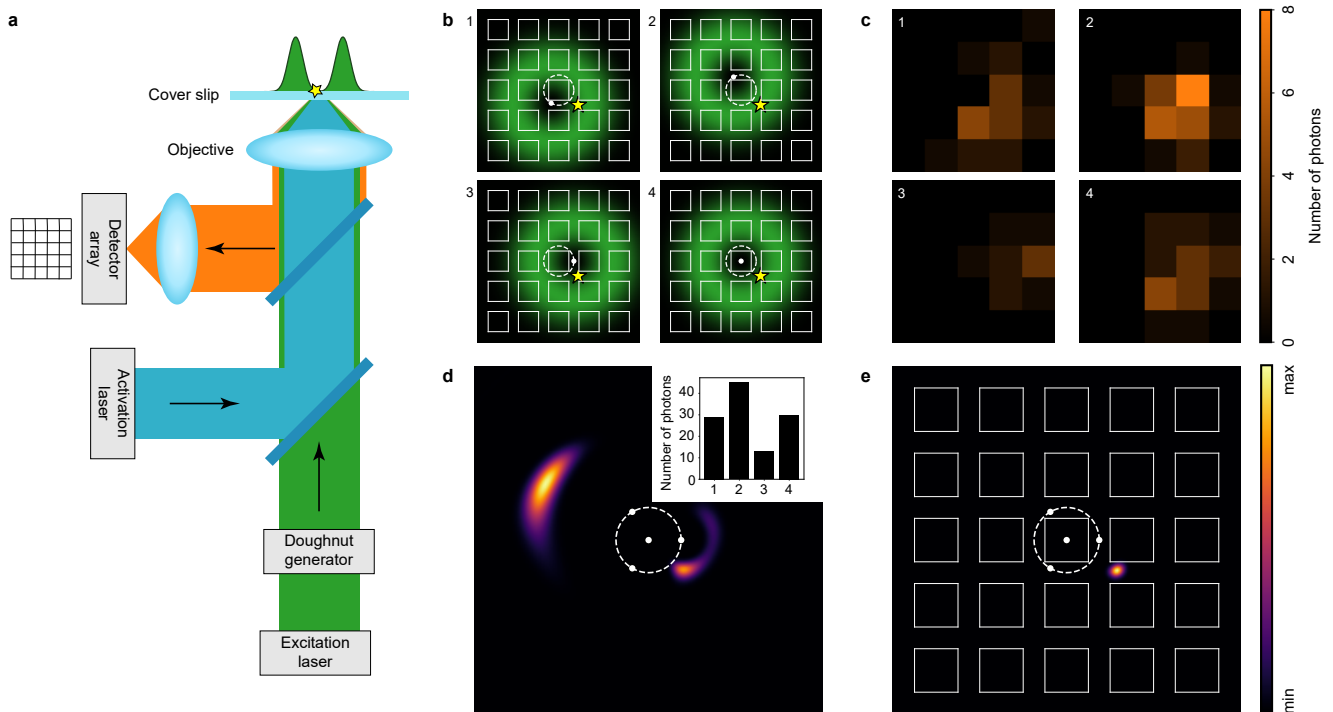 a
Cover slip
Objective
Detector
array
Activation
laser
Doughnut
generator
Excitation
laser
b
1
2
3
4
c
1
2
3
4
8
6
4
2
0
Number of photons
d
Number of photons
40
30
20
10
0
1 2 3 4
e
max
min